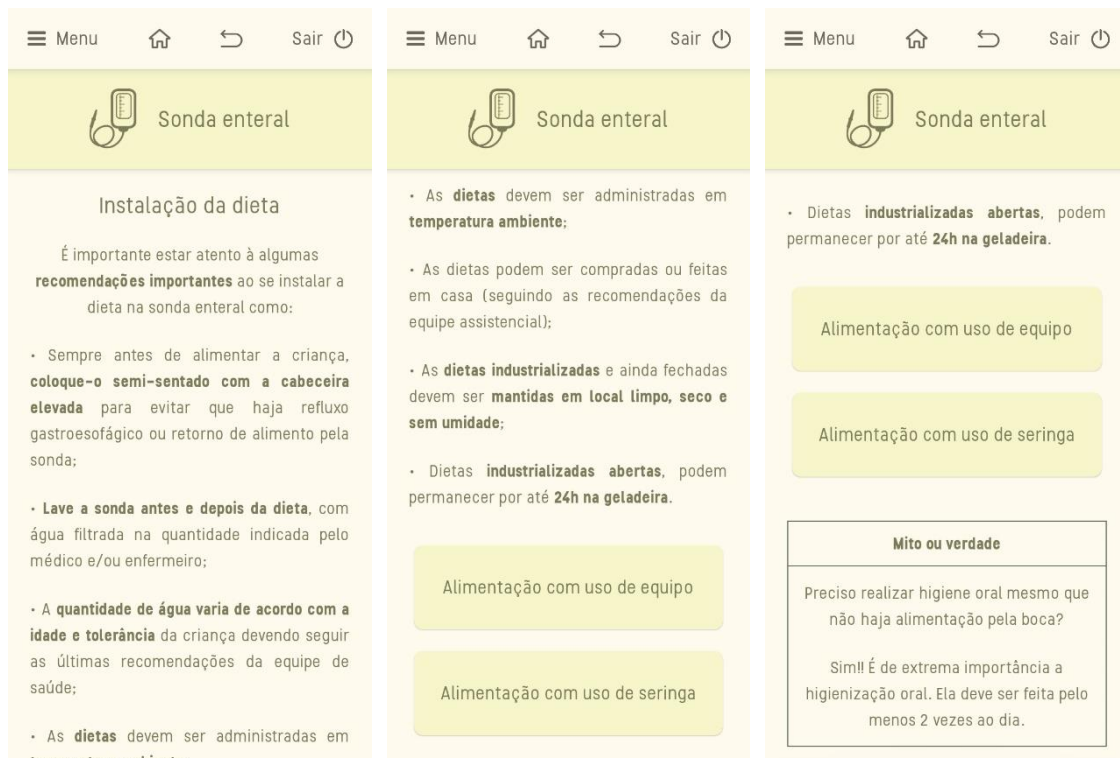 Menu Sair
Sonda enteral
Instalação da dieta
É importante estar atento à algumas
recomendações importantes ao se instalar a
dieta na sonda enteral como:
• Sempre antes de alimentar a criança,
coloque-o semi-sentado com a cabeceira
elevada para evitar que haja refluxo
gastroesofágico ou retorno de alimento pela
sonda;
• Lave a sonda antes e depois da dieta, com
água filtrada na quantidade indicada pelo
médico e/ou enfermeiro;
• A quantidade de água varia de acordo com a
idade e tolerância da criança devendo seguir
as últimas recomendações da equipe de
saúde;
• As dietas devem ser administradas em
Menu Sair
Sonda enteral
• As dietas devem ser administradas em
temperatura ambiente;
• As dietas podem ser compradas ou feitas
em casa (seguindo as recomendações da
equipe assistencial);
• As dietas industrializadas e ainda fechadas
devem ser mantidas em local limpo, seco e
sem umidade;
• Dietas industrializadas abertas, podem
permanecer por até 24h na geladeira.
Alimentação com uso de equipo
Alimentação com uso de seringa
Menu Sair
Sonda enteral
• Dietas industrializadas abertas, podem
permanecer por até 24h na geladeira.
Alimentação com uso de equipo
Alimentação com uso de seringa
Mito ou verdade
Preciso realizar higiene oral mesmo que
não haja alimentação pela boca?
Sim!! É de extrema importância a
higienização oral. Ela deve ser feita pelo
menos 2 vezes ao dia.